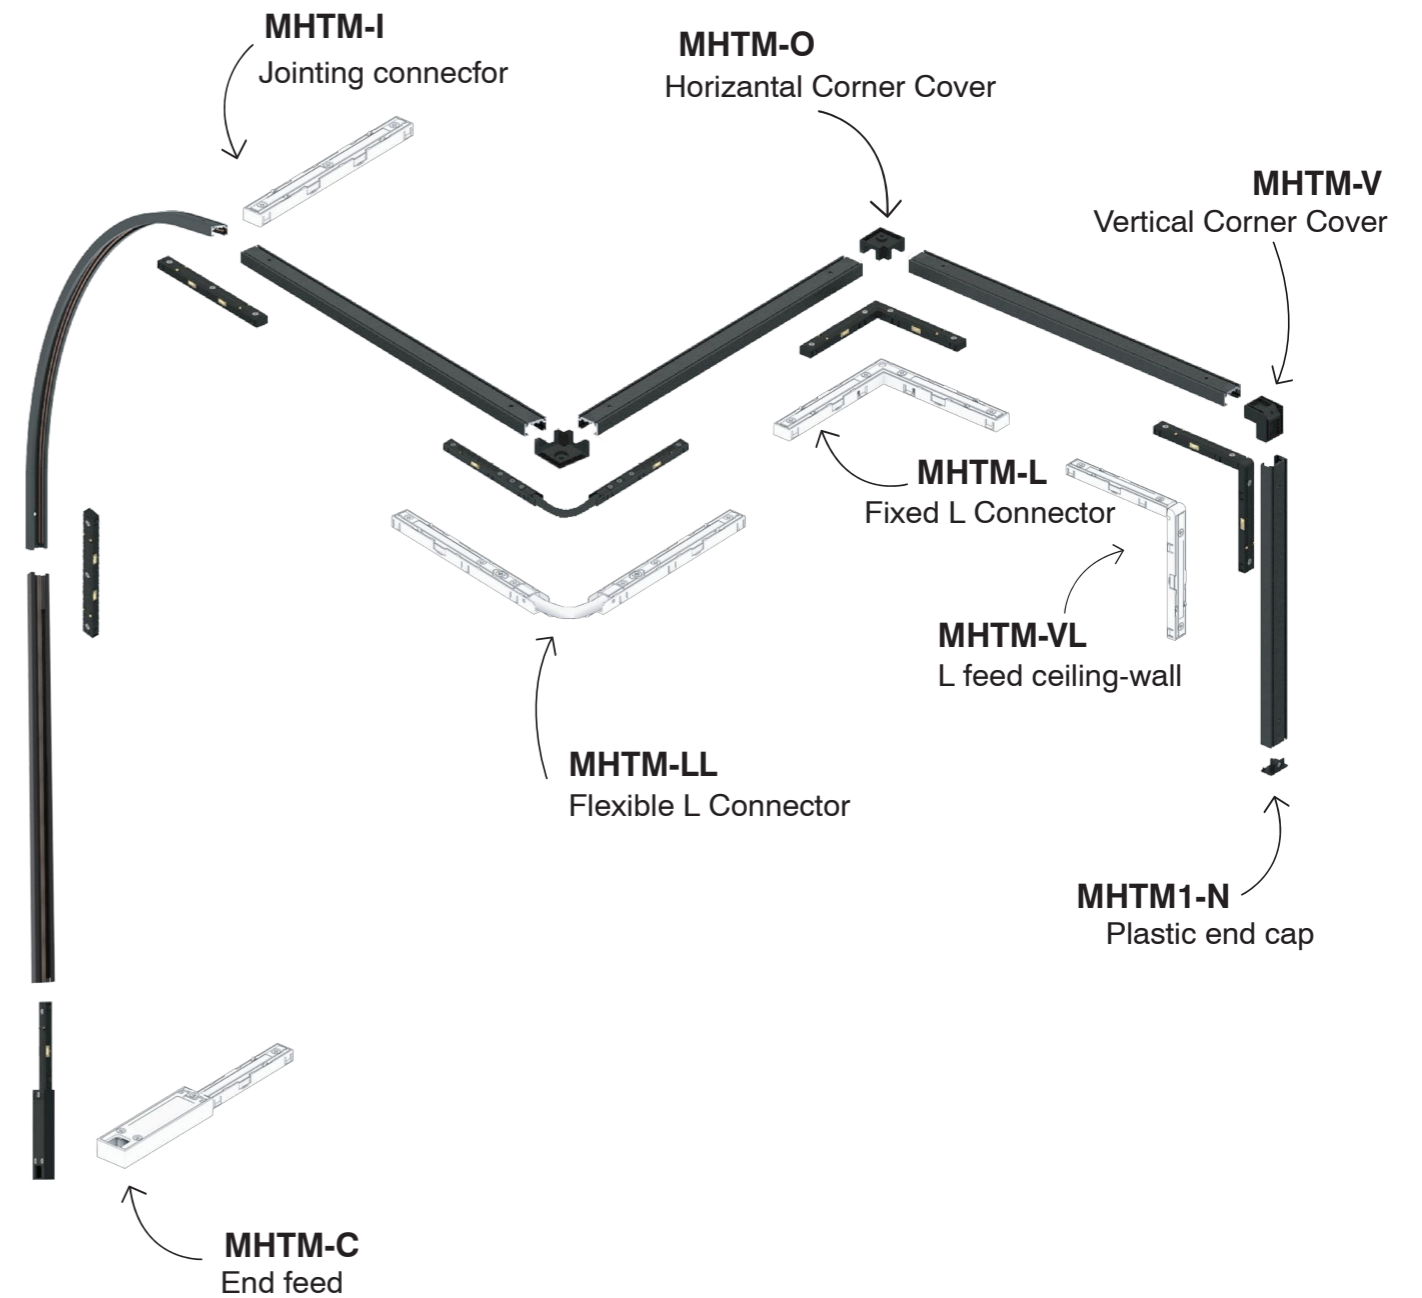 MHTM-I
Jointing connecfor
MHTM-O
Horizantal Corner Cover
MHTM-V
Vertical Corner Cover
MHTM-L
Fixed L Connector
MHTM-VL
L feed ceiling-wall
MHTM-LL
Flexible L Connector
MHTM1-N
Plastic end cap
MHTM-C
End feed